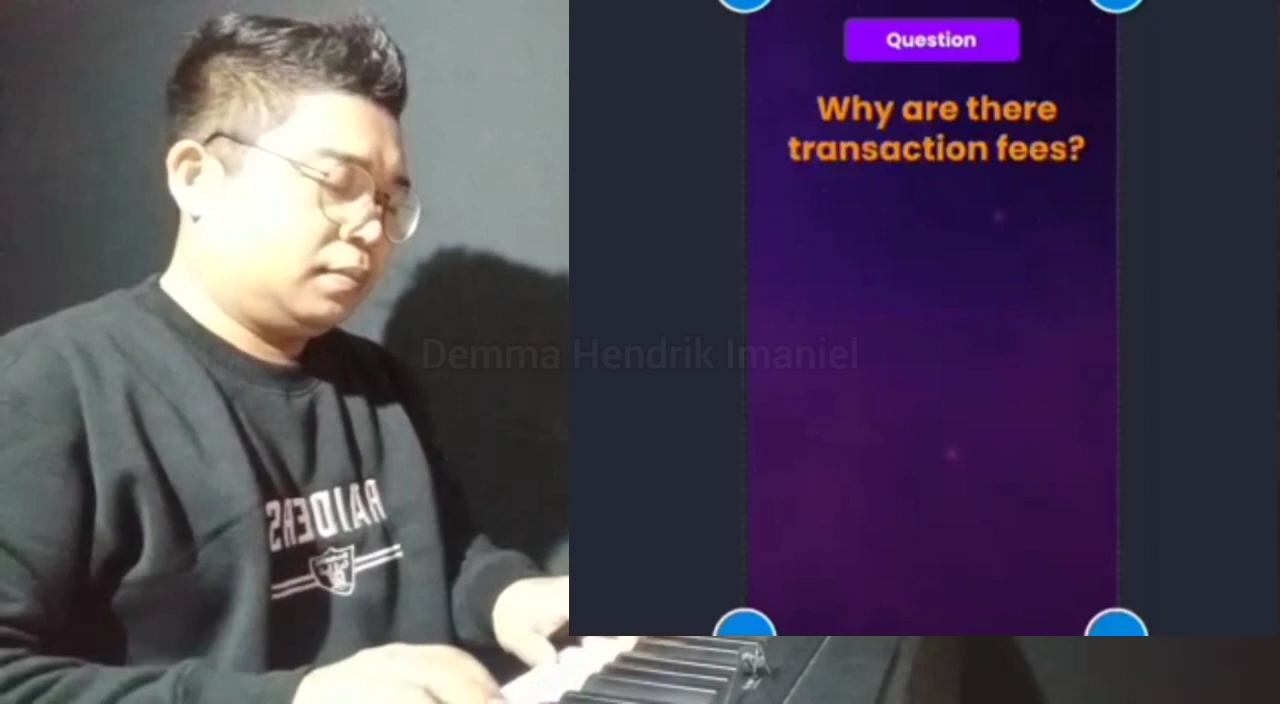 Question
Why are there
transaction fees?
Demma Hendrik Imaniel
RAIDERS